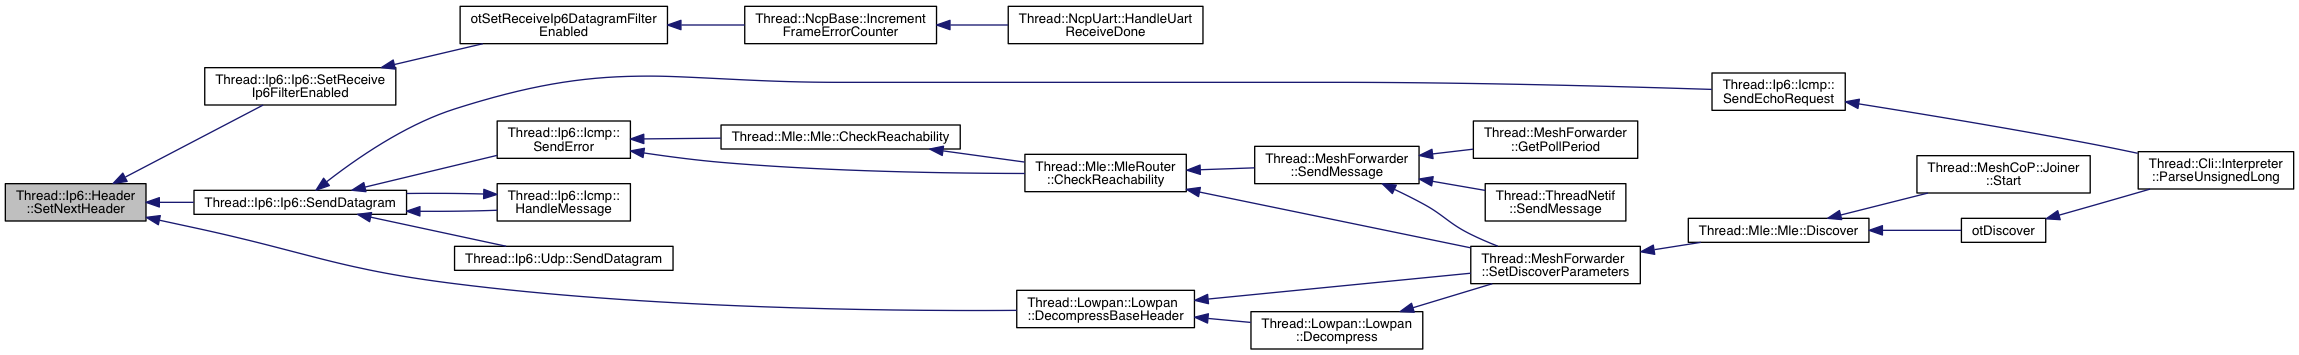 otSetReceiveIp6DatagramFilter
Enabled
Thread::NcpBase::Increment
FrameErrorCounter
Thread::NcpUart::HandleUart
ReceiveDone
Thread::Ip6::Ip6::SetReceive
Ip6FilterEnabled
Thread::Ip6::Icmp::
SendEchoRequest
Thread::Ip6::Icmp::
SendError
Thread::Mle::Mle::CheckReachability
Thread::MeshForwarder
::GetPollPeriod
Thread::Mle::MleRouter
::CheckReachability
Thread::MeshForwarder
::SendMessage
Thread::MeshCoP::Joiner
::Start
Thread::Cli::Interpreter
::ParseUnsignedLong
Thread::Ip6::Header
::SetNextHeader
Thread::Ip6::Ip6::SendDatagram
Thread::Ip6::Icmp::
HandleMessage
Thread::ThreadNetif
::SendMessage
Thread::Mle::Mle::Discover
otDiscover
Thread::Ip6::Udp::SendDatagram
Thread::MeshForwarder
::SetDiscoverParameters
Thread::Lowpan::Lowpan
::DecompressBaseHeader
Thread::Lowpan::Lowpan
::Decompress